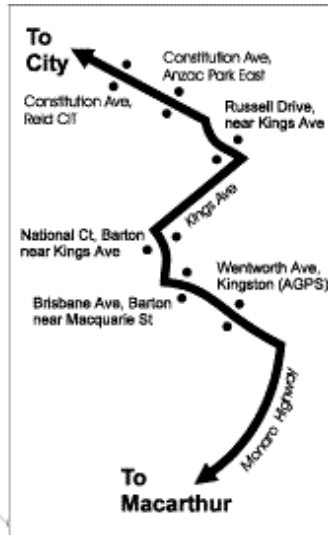 To
City
Constitution Ave,
Anzac Park East
Constitution Ave,
Reid CIT
Russell Drive,
near Kings Ave
Kings Ave
National Ct, Barton
near Kings Ave
Wentworth Ave,
Kingston (AGPS)
Brisbane Ave, Barton
near Macquarie St
Monaro Highway
To
Macarthur